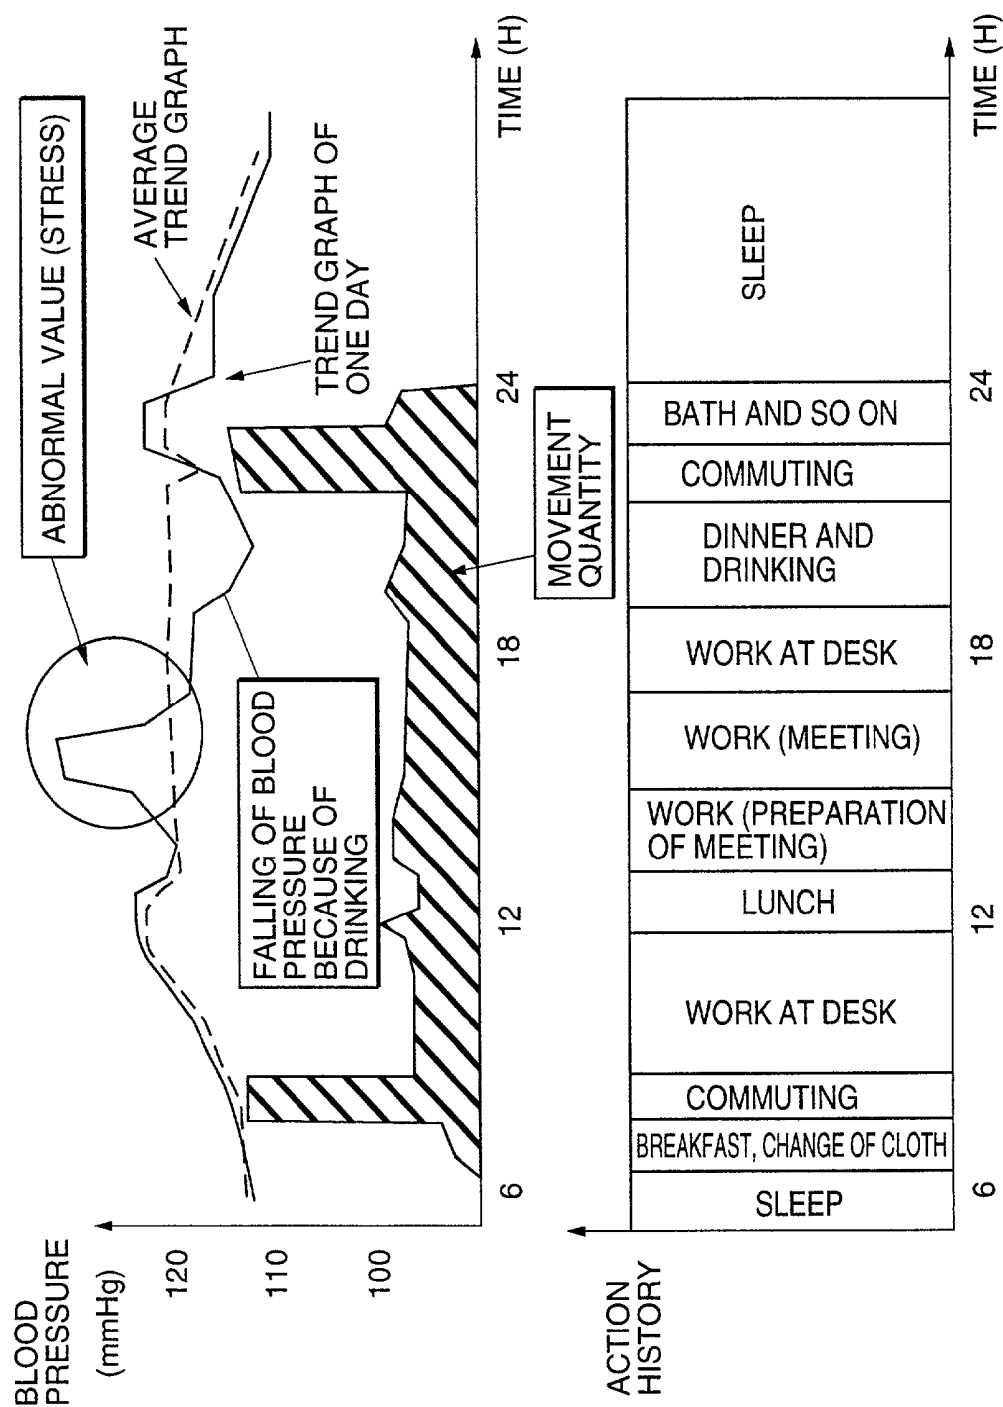 BLOOD
PRESSURE
(mmHg)
120
110
100
ABNORMAL VALUE (STRESS)
AVERAGE
TREND GRAPH
TREND GRAPH OF
ONE DAY
FALLING OF BLOOD
PRESSURE
BECAUSE OF
DRINKING
6
12
18
24
TIME (H)
MOVEMENT
QUANTITY
ACTION
HISTORY
SLEEP
BREAKFAST, CHANGE OF CLOTH
COMMUTING
WORK AT DESK
LUNCH
WORK (PREPARATION
OF MEETING)
WORK (MEETING)
WORK AT DESK
DINNER AND
DRINKING
COMMUTING
BATH AND SO ON
SLEEP
6
12
18
24
TIME (H)